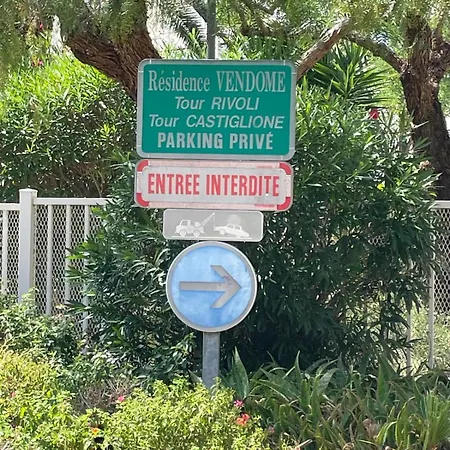 Résidence VENDOME
Tour RIVOLI
Tour CASTIGLIONE
PARKING PRIVÉ
ENTREE INTERDITE